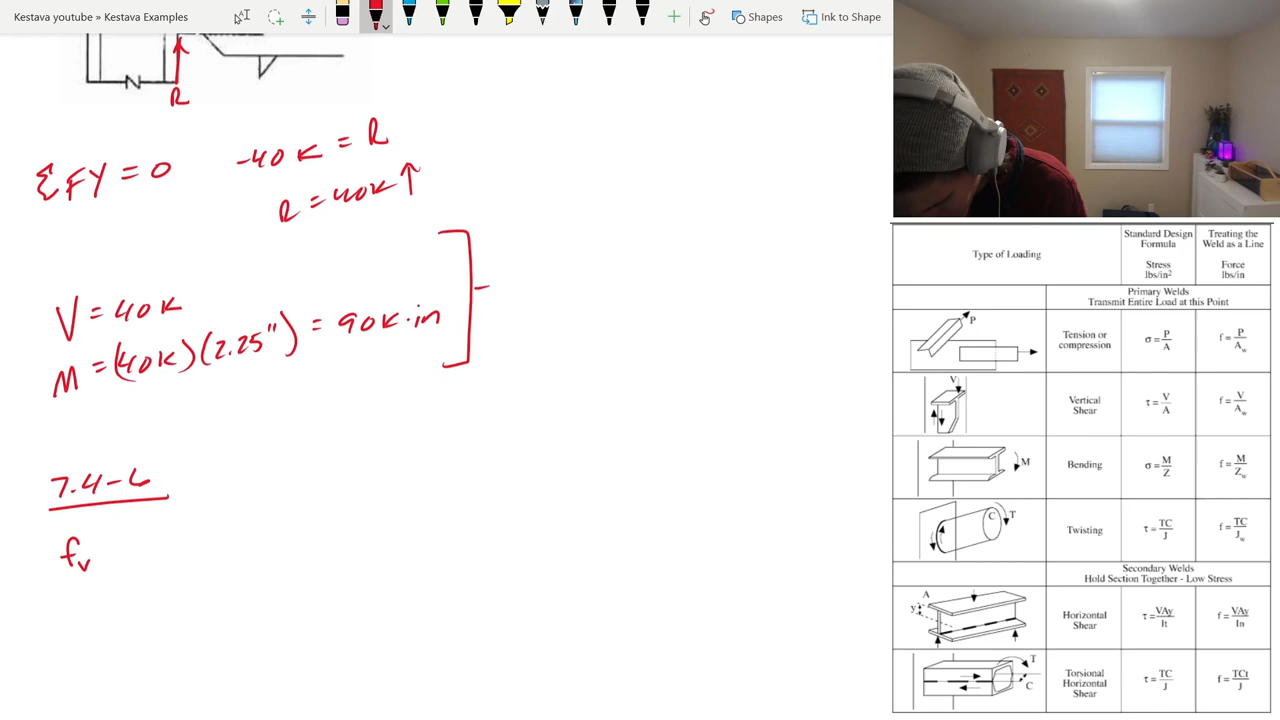 Kestava youtube » Kestava Examples
Shapes
Ink to Shape
N
R
ΣFY = 0 -40K = R
R = 40K ↑
V = 40K
M = (40K)(2.25") = 90K·in
7.4-6
fv
Type of Loading
Standard Design Formula Stress lbs/in²
Treating the Weld as a Line Force lbs/in
Primary Welds
Transmit Entire Load at this Point
P
Tension or compression
σ = P/A
f = P/Aw
V
Vertical Shear
τ = V/A
f = V/Aw
M
Bending
σ = M/Z
f = M/Zw
C T
Twisting
τ = TC/J
f = TC/Jw
Secondary Welds
Hold Section Together - Low Stress
A
y
Horizontal Shear
τ = VAy/It
f = VAy/In
T
C
Torsional Horizontal Shear
τ = TC/J
f = TCt/J